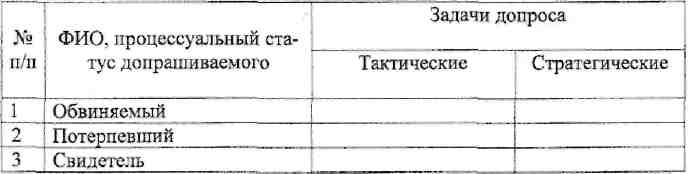 № п/п
ФИО, процессуальный ста-
тус допрашиваемого
Задачи допроса
Тактические
Стратегические
1 Обвиняемый
2 Потерпевший
3 Свидетель